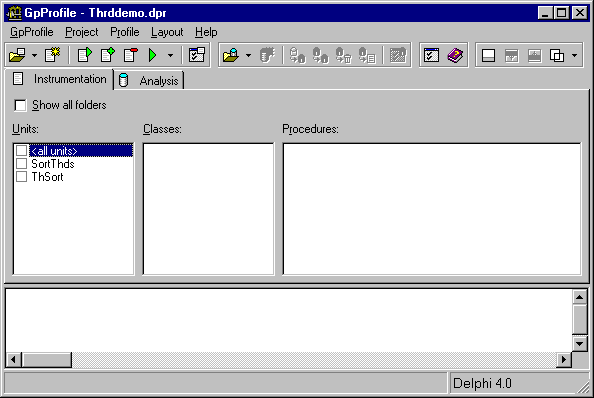 GpProfile - Thrddemo.dpr
GpProfile Project Profile Layout Help
Instrumentation Analysis
Show all folders
Units: Classes: Procedures:
<all units>
SortThds
ThSort
Delphi 4.0